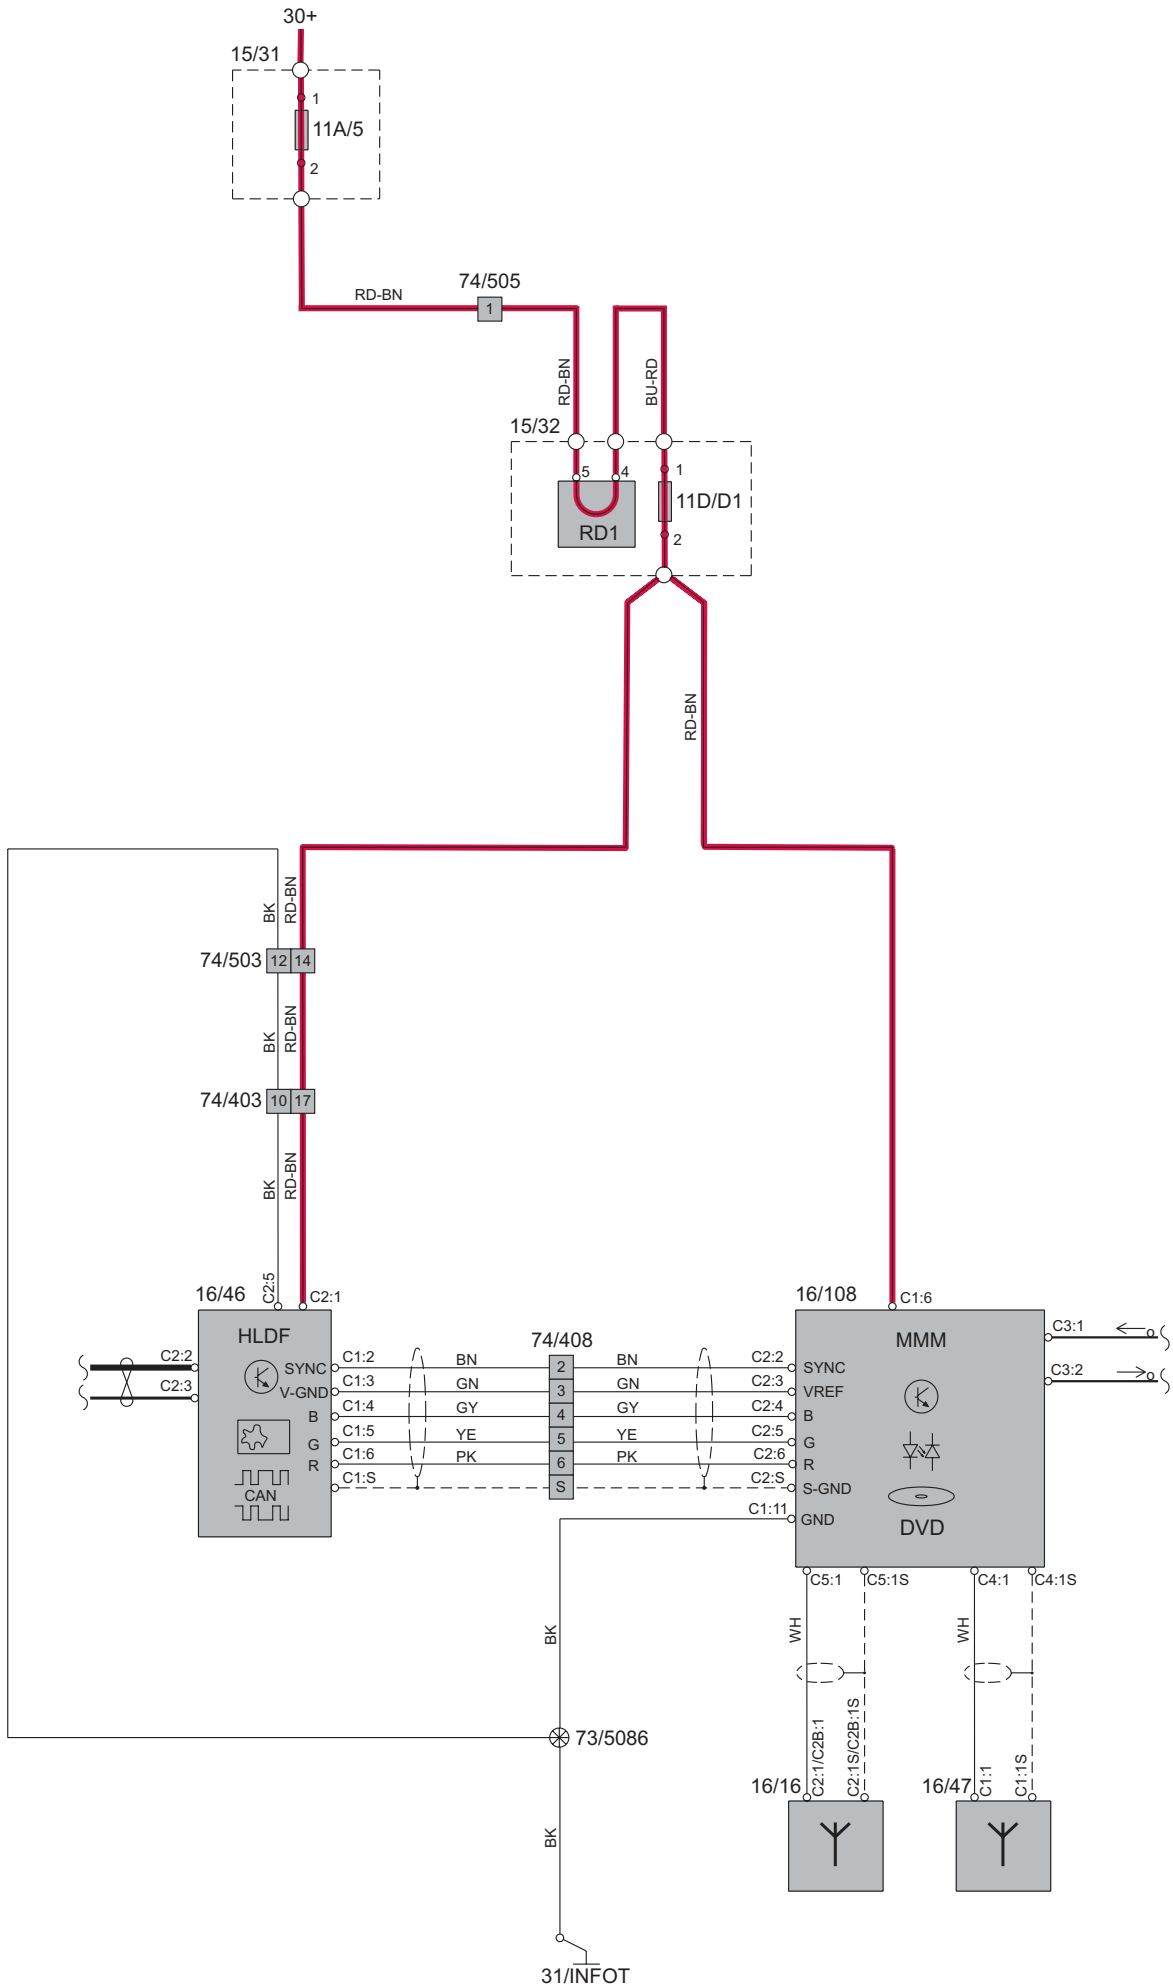 30+
15/31
1
11A/5
2
74/505
RD-BN
1
RD-BN
BU-RD
15/32
5
4
1
11D/D1
RD1
2
RD-BN
BK
RD-BN
74/503
12
14
BK
RD-BN
74/403
10
17
BK
RD-BN
C2:5
16/46
C2:1
16/108
C1:6
HLDF
74/408
MMM
C3:1
C2:2
SYNC
C1:2
BN
2
BN
C2:2
SYNC
C3:2
C2:3
V-GND
C1:3
GN
3
GN
C2:3
VREF
B
C1:4
GY
4
GY
C2:4
B
G
C1:5
YE
5
YE
C2:5
G
R
C1:6
PK
6
PK
C2:6
R
C1:S
S
C2:S
S-GND
CAN
C1:11
GND
DVD
C5:1
C5:1S
C4:1
C4:1S
BK
WH
WH
73/5086
C2:1/C2B:1
C2:1S/C2B:1S
C1:1
C1:1S
16/16
16/47
BK
31/INFOT